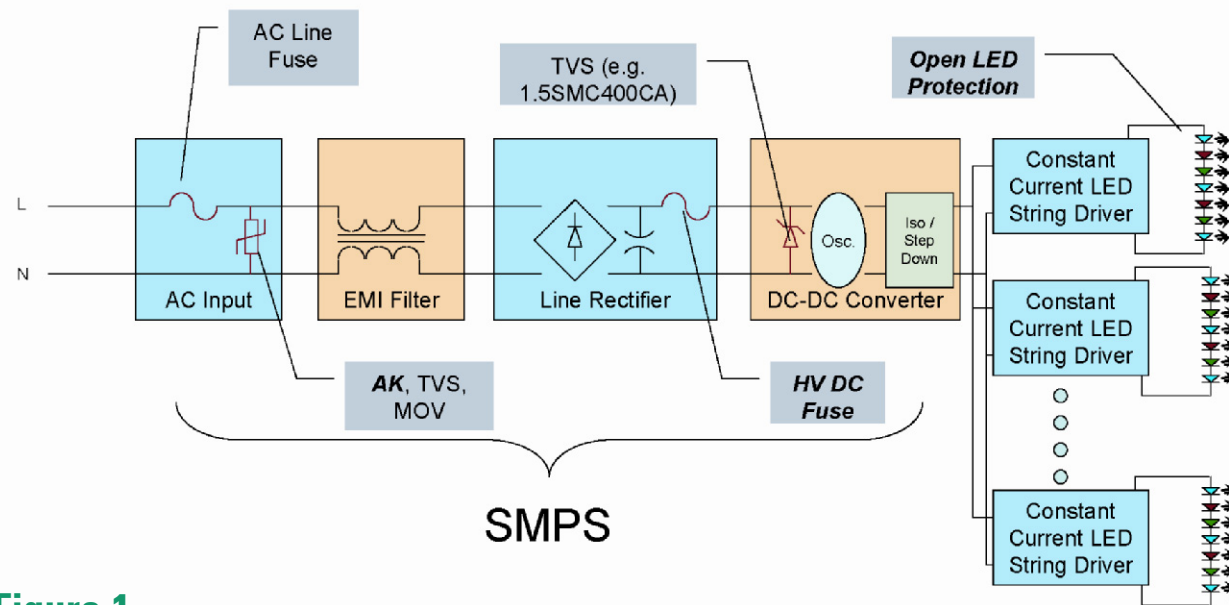 AC Line
Fuse
TVS (e.g.
1.5SMC400CA)
Open LED
Protection
L
N
AC Input
EMI Filter
Line Rectifier
Osc.
Iso /
Step
Down
DC-DC Converter
Constant
Current LED
String Driver
Constant
Current LED
String Driver
AK, TVS,
MOV
HV DC
Fuse
SMPS
Constant
Current LED
String Driver
Figure 1